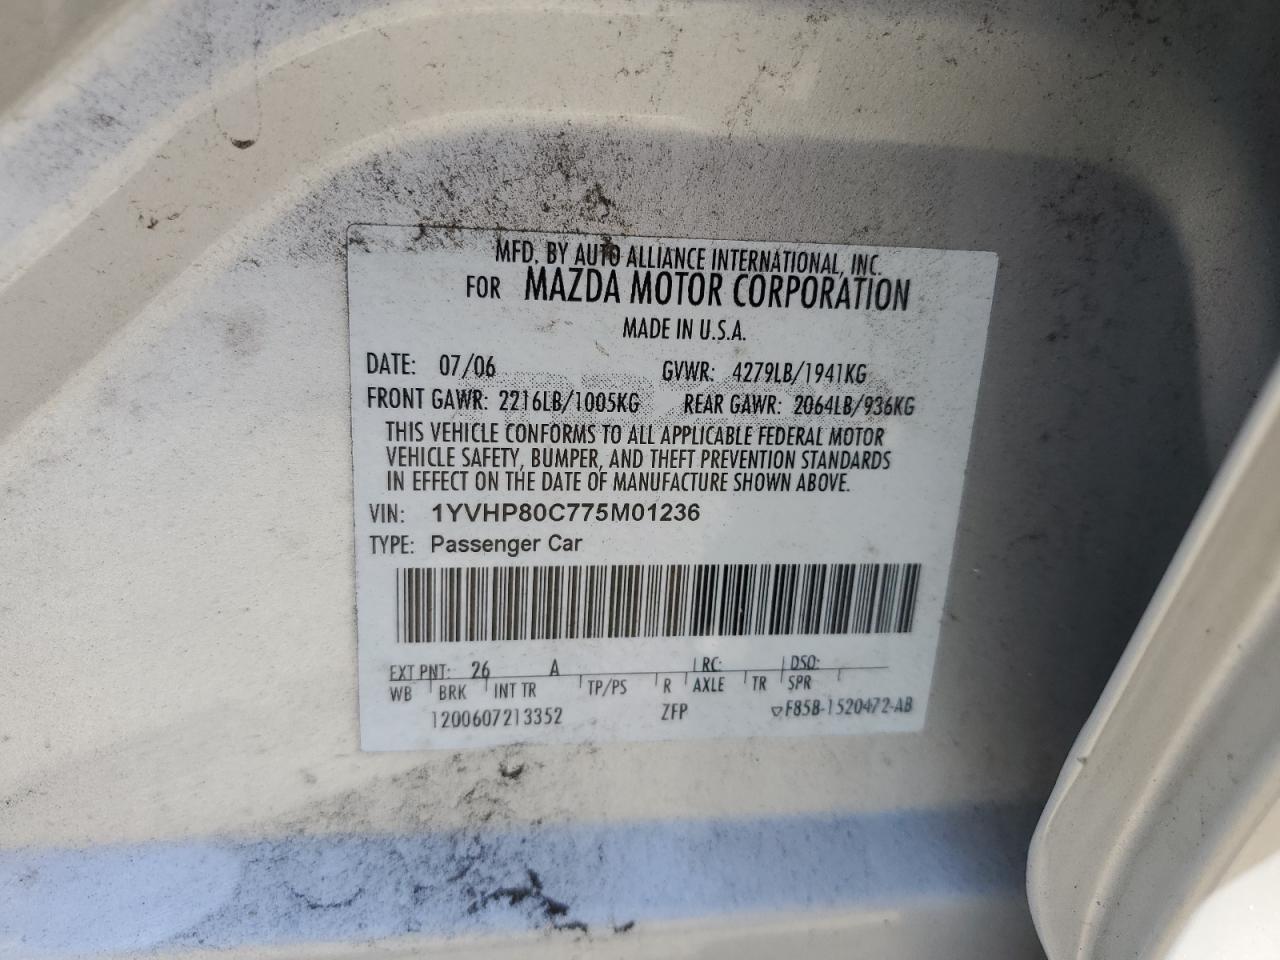 MFD. BY AUTO ALLIANCE INTERNATIONAL, INC.
FOR MAZDA MOTOR CORPORATION
MADE IN U.S.A.
DATE: 07/06 GVWR: 4279LB/1941KG
FRONT GAWR: 2216LB/1005KG REAR GAWR: 2064LB/936KG
THIS VEHICLE CONFORMS TO ALL APPLICABLE FEDERAL MOTOR
VEHICLE SAFETY, BUMPER, AND THEFT PREVENTION STANDARDS
IN EFFECT ON THE DATE OF MANUFACTURE SHOWN ABOVE.
VIN: 1YVHP80C775M01236
TYPE: Passenger Car
EXT PNT: 26 A RC: DSO:
WB BRK INT TR TP/PS R AXLE TR SPR
1200607213352 ZFP F85B-1520472-AB